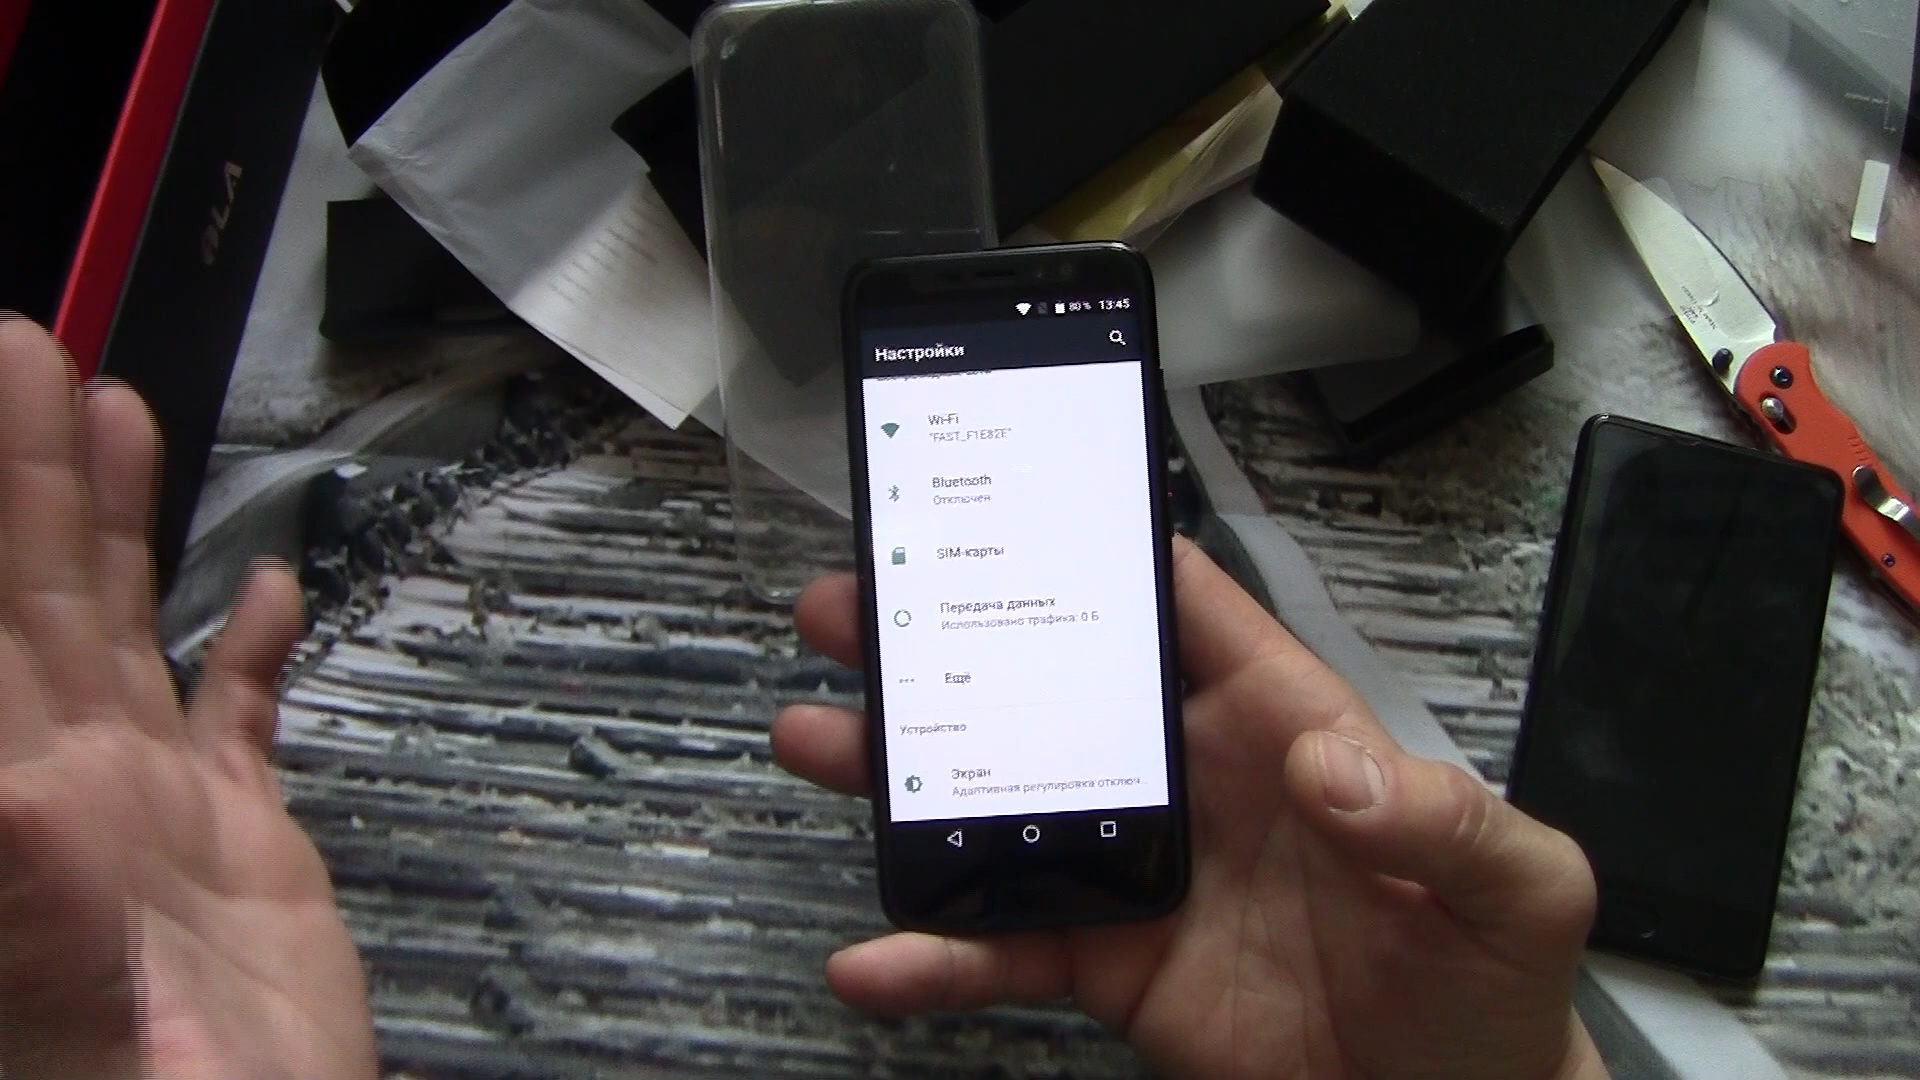 80 % 13:45
Настройки
Wi-Fi
"FAST_F1E82E"
Bluetooth
Отключен
SIM-карты
Передача данных
Использовано трафика: 0 Б
Ещё
Устройство
Экран
Адаптивная регулировка отключ...